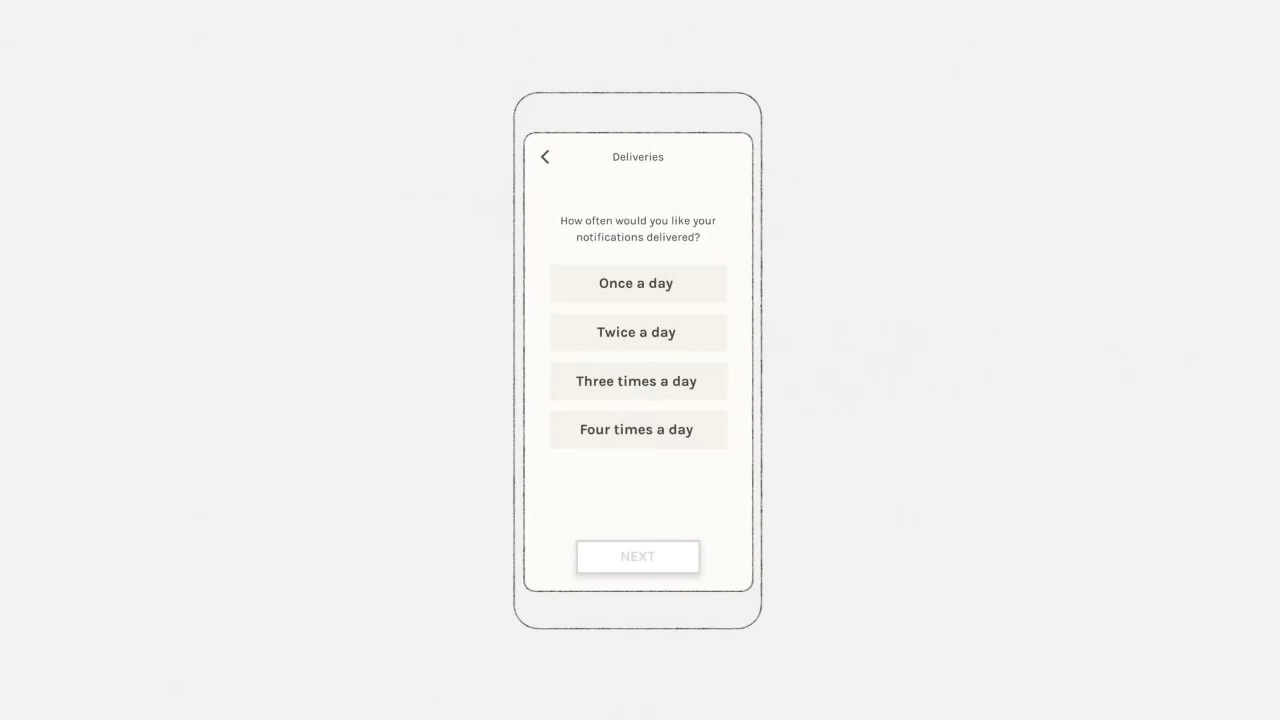 Deliveries
How often would you like your
notifications delivered?
Once a day
Twice a day
Three times a day
Four times a day
NEXT